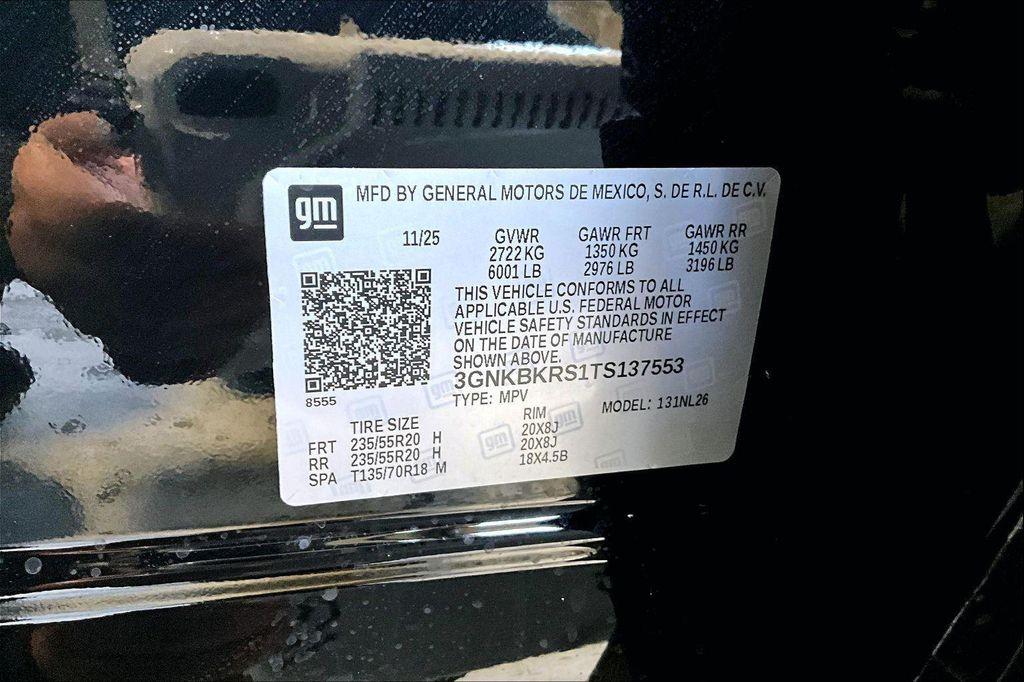 gm
MFD BY GENERAL MOTORS DE MEXICO, S. DE R.L. DE C.V.
11/25 GVWR GAWR FRT GAWR RR
2722 KG 1350 KG 1450 KG
6001 LB 2976 LB 3196 LB
THIS VEHICLE CONFORMS TO ALL
APPLICABLE U.S. FEDERAL MOTOR
VEHICLE SAFETY STANDARDS IN EFFECT
ON THE DATE OF MANUFACTURE
SHOWN ABOVE.
3GNKBKRS1TS137553
8555
TYPE: MPV MODEL: 131NL26
TIRE SIZE RIM
FRT 235/55R20 H 20X8J
RR 235/55R20 H 20X8J
SPA T135/70R18 M 18X4.5B